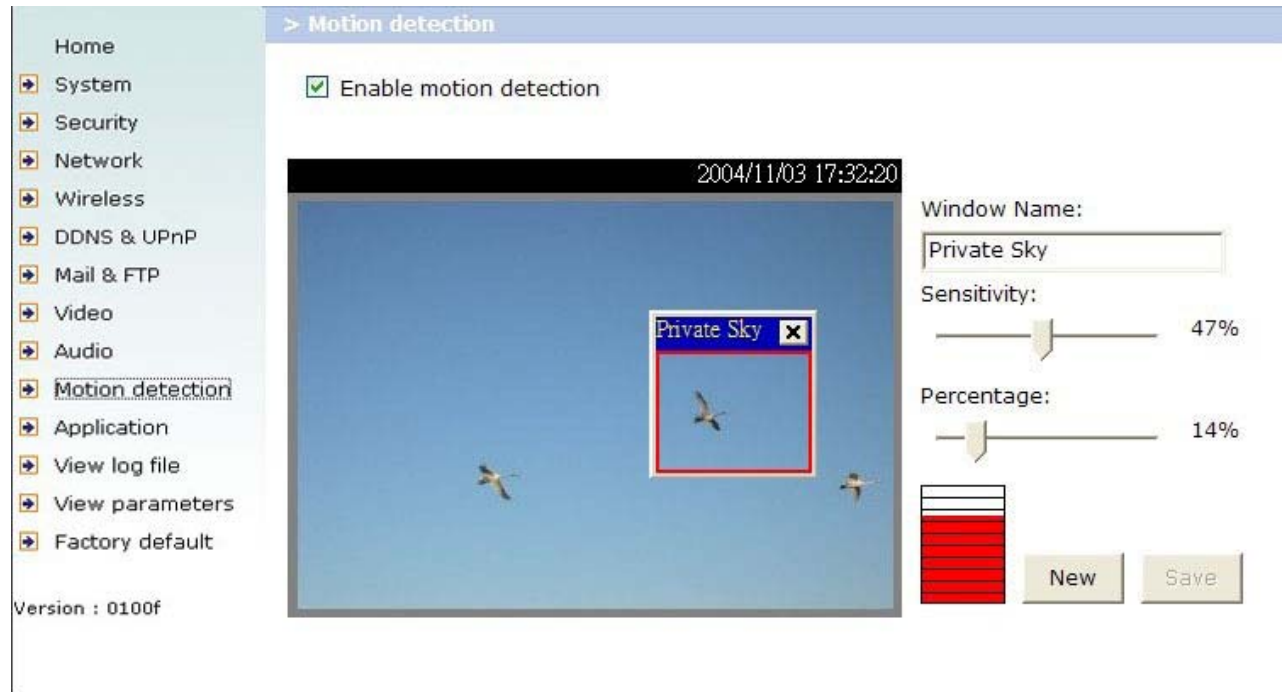 > Motion detection
Home
System
Security
Network
Wireless
DDNS & UPnP
Mail & FTP
Video
Audio
Motion detection
Application
View log file
View parameters
Factory default
Version : 0100f
Enable motion detection
2004/11/03 17:32:20
Private Sky
Window Name:
Private Sky
Sensitivity:
47%
Percentage:
14%
New
Save